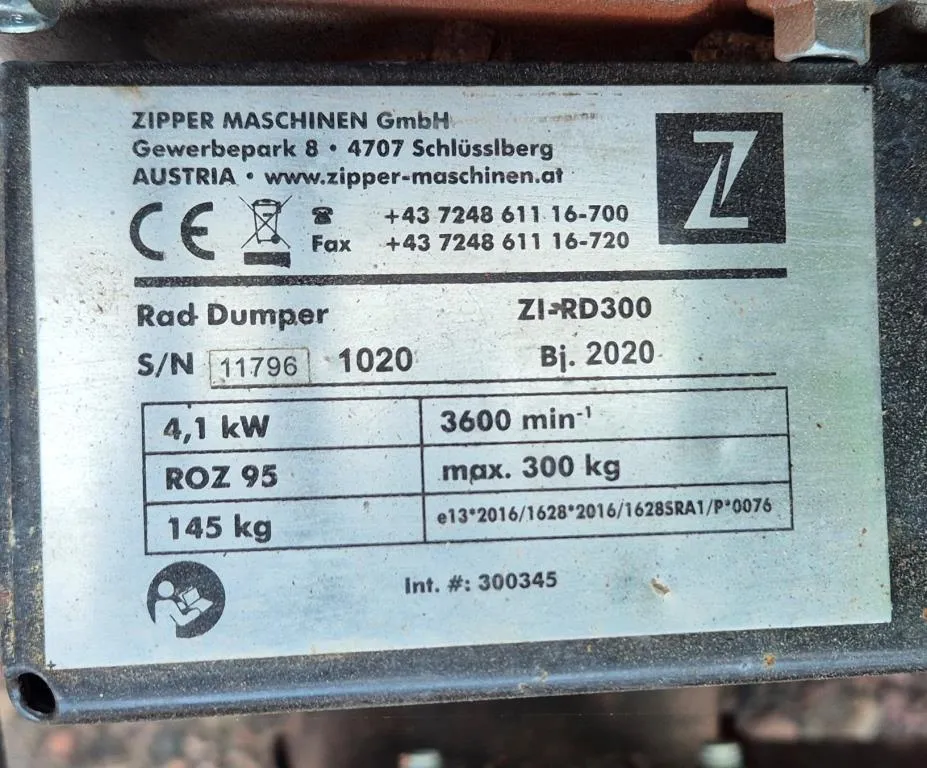 ZIPPER MASCHINEN GmbH
Gewerbepark 8 • 4707 Schlüsslberg
AUSTRIA • www.zipper-maschinen.at
Z
CE
☎ +43 7248 611 16-700
Fax +43 7248 611 16-720
Rad Dumper ZI-RD300
S/N 11796 1020 Bj. 2020
4,1 kW 3600 min-1
ROZ 95 max. 300 kg
145 kg e13*2016/1628*2016/1628SRA1/P*0076
Int. #: 300345